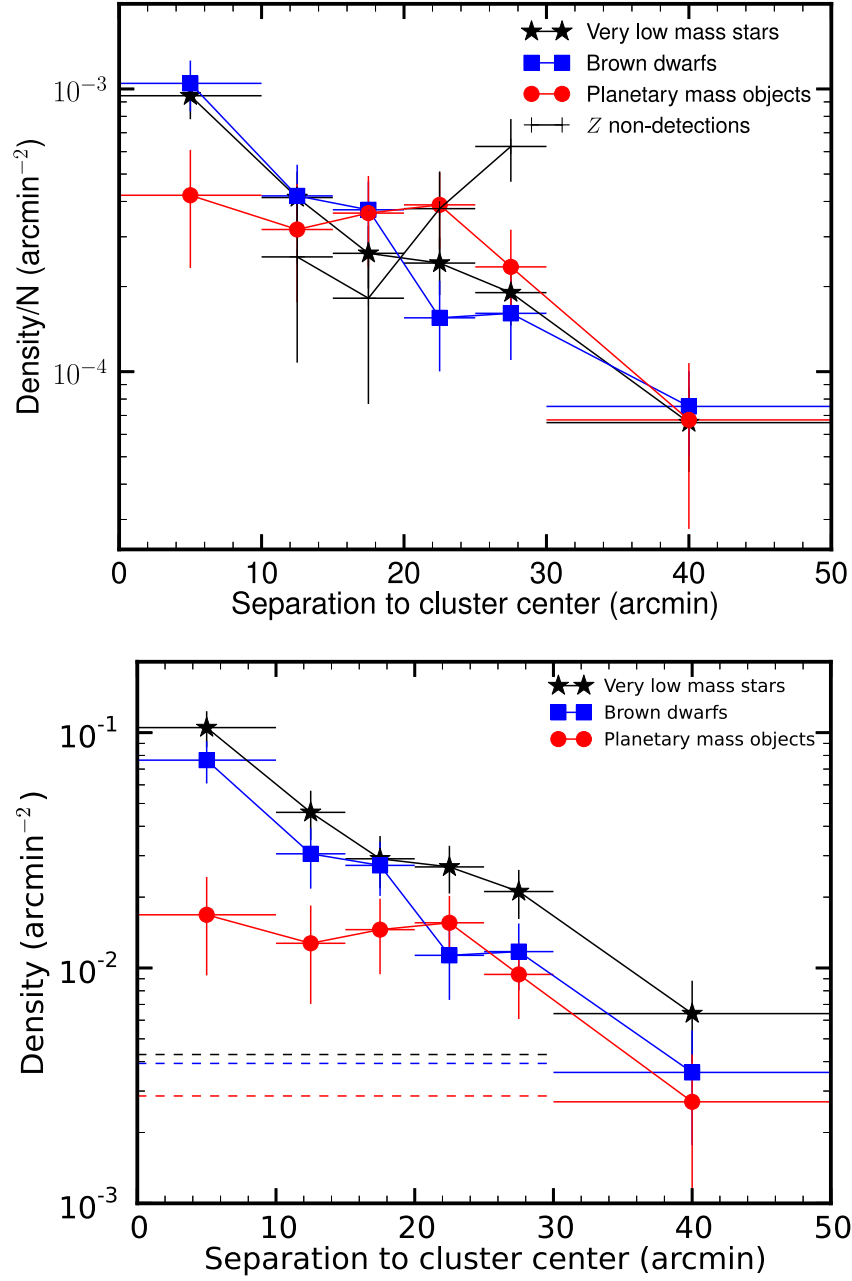 Very low mass stars
Brown dwarfs
Planetary mass objects
Z non-detections
10⁻³
10⁻⁴
Density/N (arcmin⁻²)
0 10 20 30 40 50
Separation to cluster center (arcmin)
Very low mass stars
Brown dwarfs
Planetary mass objects
10⁻¹
10⁻²
10⁻³
Density (arcmin⁻²)
0 10 20 30 40 50
Separation to cluster center (arcmin)